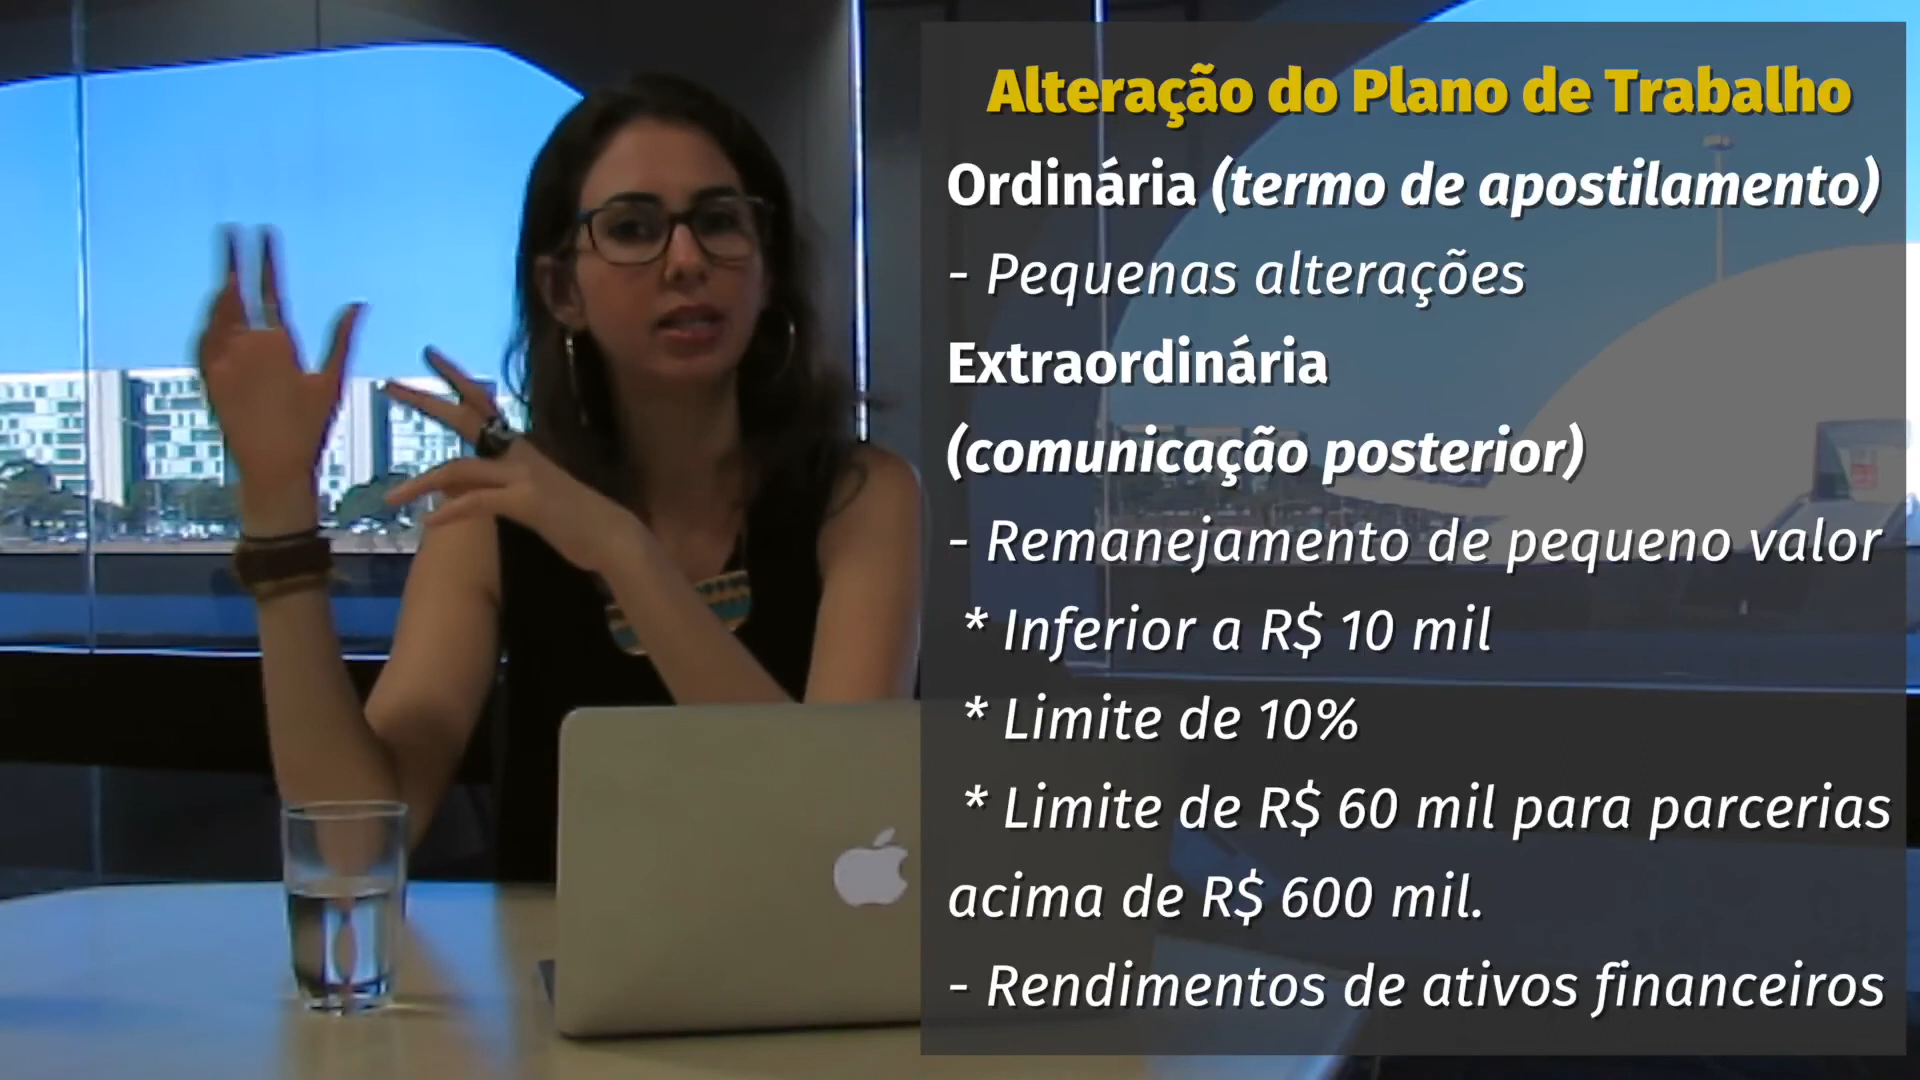 Alteração do Plano de Trabalho
Ordinária (termo de apostilamento)
- Pequenas alterações
Extraordinária
(comunicação posterior)
- Remanejamento de pequeno valor
* Inferior a R$ 10 mil
* Limite de 10%
* Limite de R$ 60 mil para parcerias
acima de R$ 600 mil.
- Rendimentos de ativos financeiros